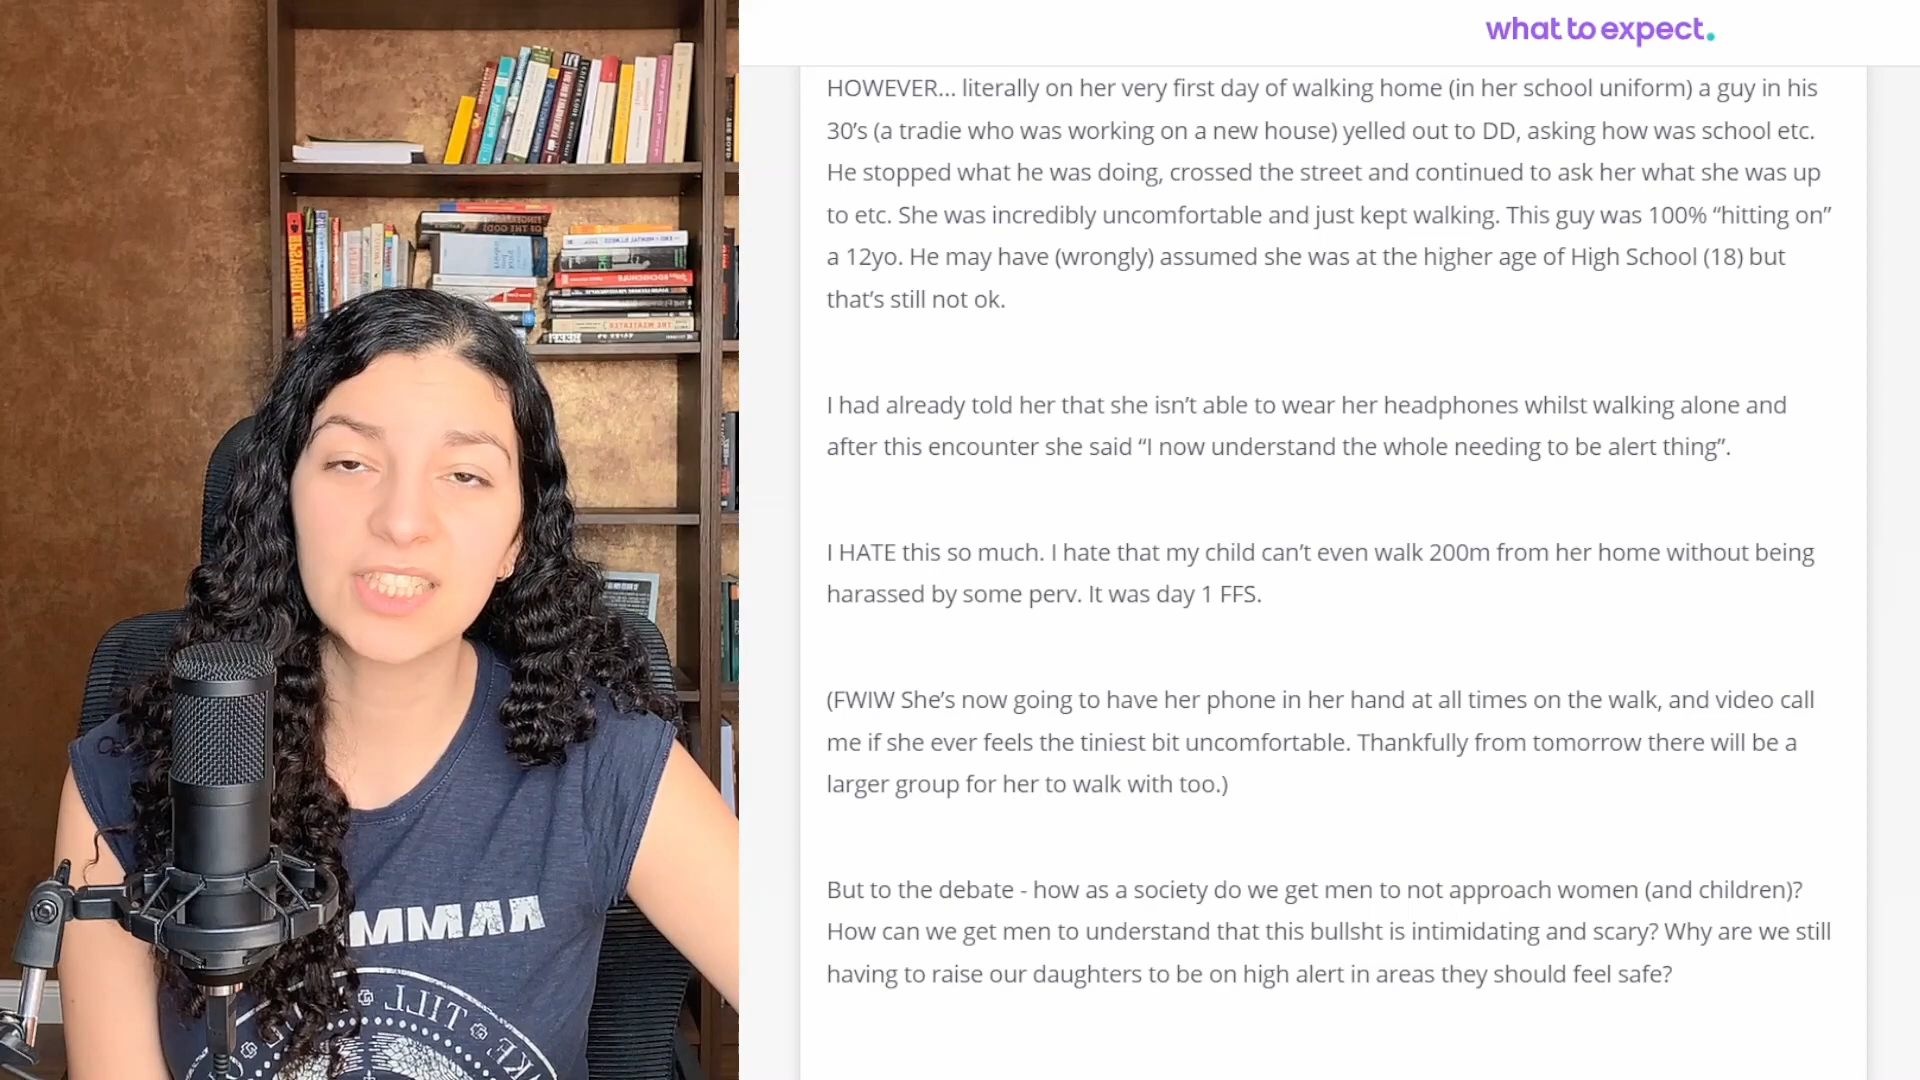 what to expect.
HOWEVER... literally on her very first day of walking home (in her school uniform) a guy in his
30's (a tradie who was working on a new house) yelled out to DD, asking how was school etc.
He stopped what he was doing, crossed the street and continued to ask her what she was up
to etc. She was incredibly uncomfortable and just kept walking. This guy was 100% “hitting on”
a 12yo. He may have (wrongly) assumed she was at the higher age of High School (18) but
that's still not ok.
I had already told her that she isn't able to wear her headphones whilst walking alone and
after this encounter she said “I now understand the whole needing to be alert thing”.
I HATE this so much. I hate that my child can't even walk 200m from her home without being
harassed by some perv. It was day 1 FFS.
(FWIW She's now going to have her phone in her hand at all times on the walk, and video call
me if she ever feels the tiniest bit uncomfortable. Thankfully from tomorrow there will be a
larger group for her to walk with too.)
But to the debate - how as a society do we get men to not approach women (and children)?
How can we get men to understand that this bullsht is intimidating and scary? Why are we still
having to raise our daughters to be on high alert in areas they should feel safe?